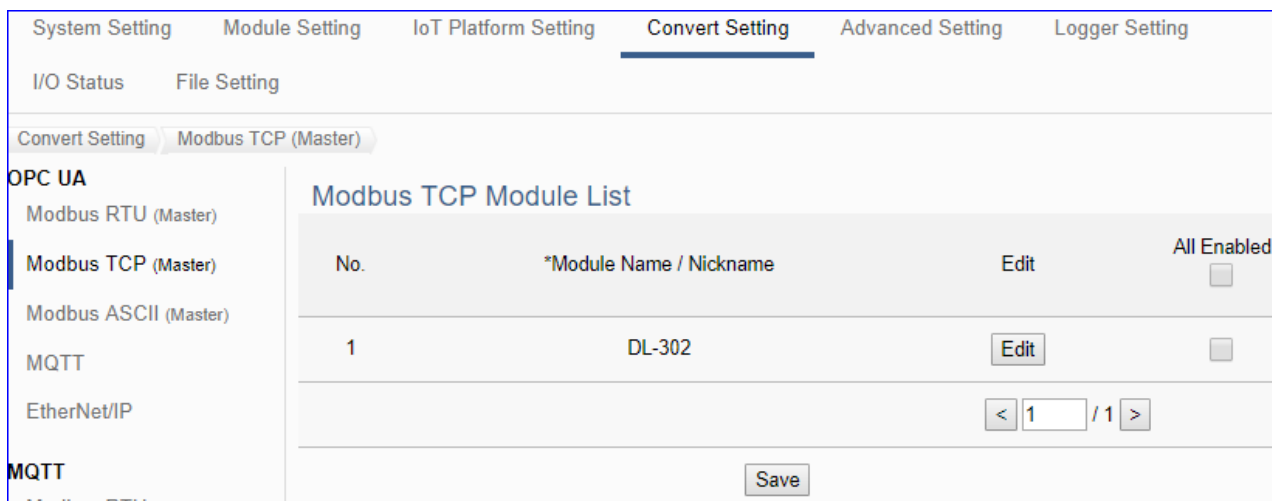 System Setting Module Setting IoT Platform Setting Convert Setting Advanced Setting Logger Setting
I/O Status File Setting
Convert Setting Modbus TCP (Master)
OPC UA
Modbus RTU (Master)
Modbus TCP (Master)
Modbus ASCII (Master)
MQTT
EtherNet/IP
MQTT
Modbus TCP Module List
No. *Module Name / Nickname Edit All Enabled
1 DL-302 Edit
< 1 / 1 >
Save